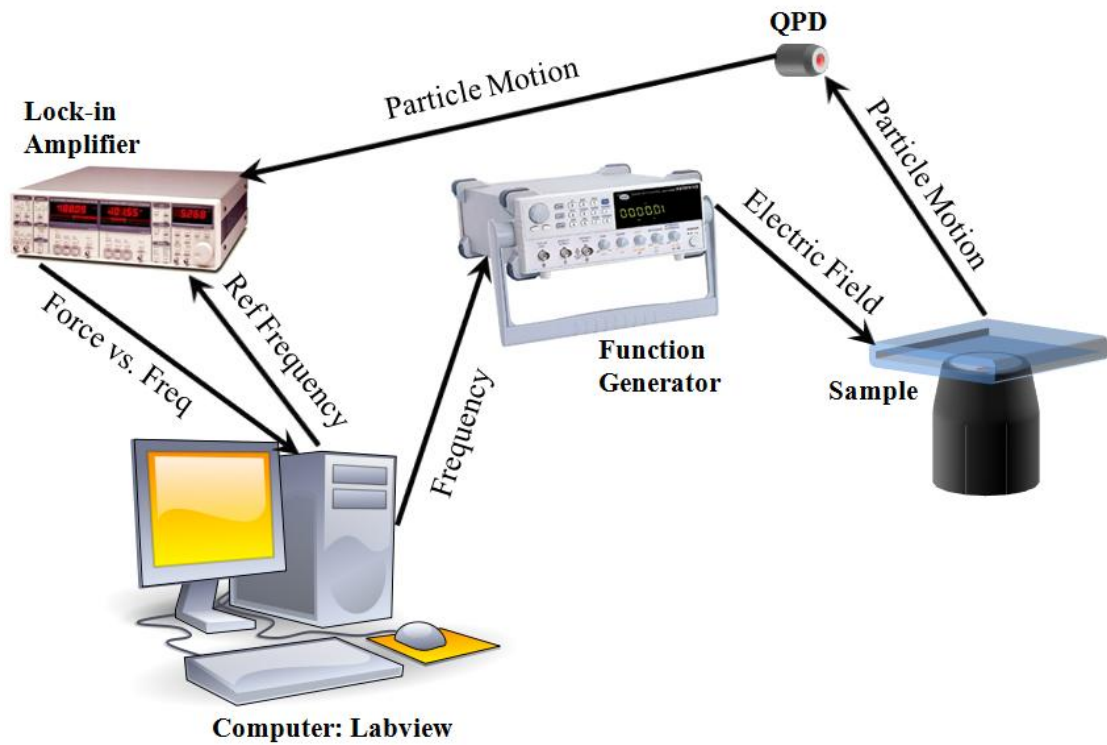 QPD
Particle Motion
Lock-in
Amplifier
Particle Motion
Electric Field
Ref Frequency
Force vs. Freq
Function
Generator
Sample
Frequency
Computer: Labview